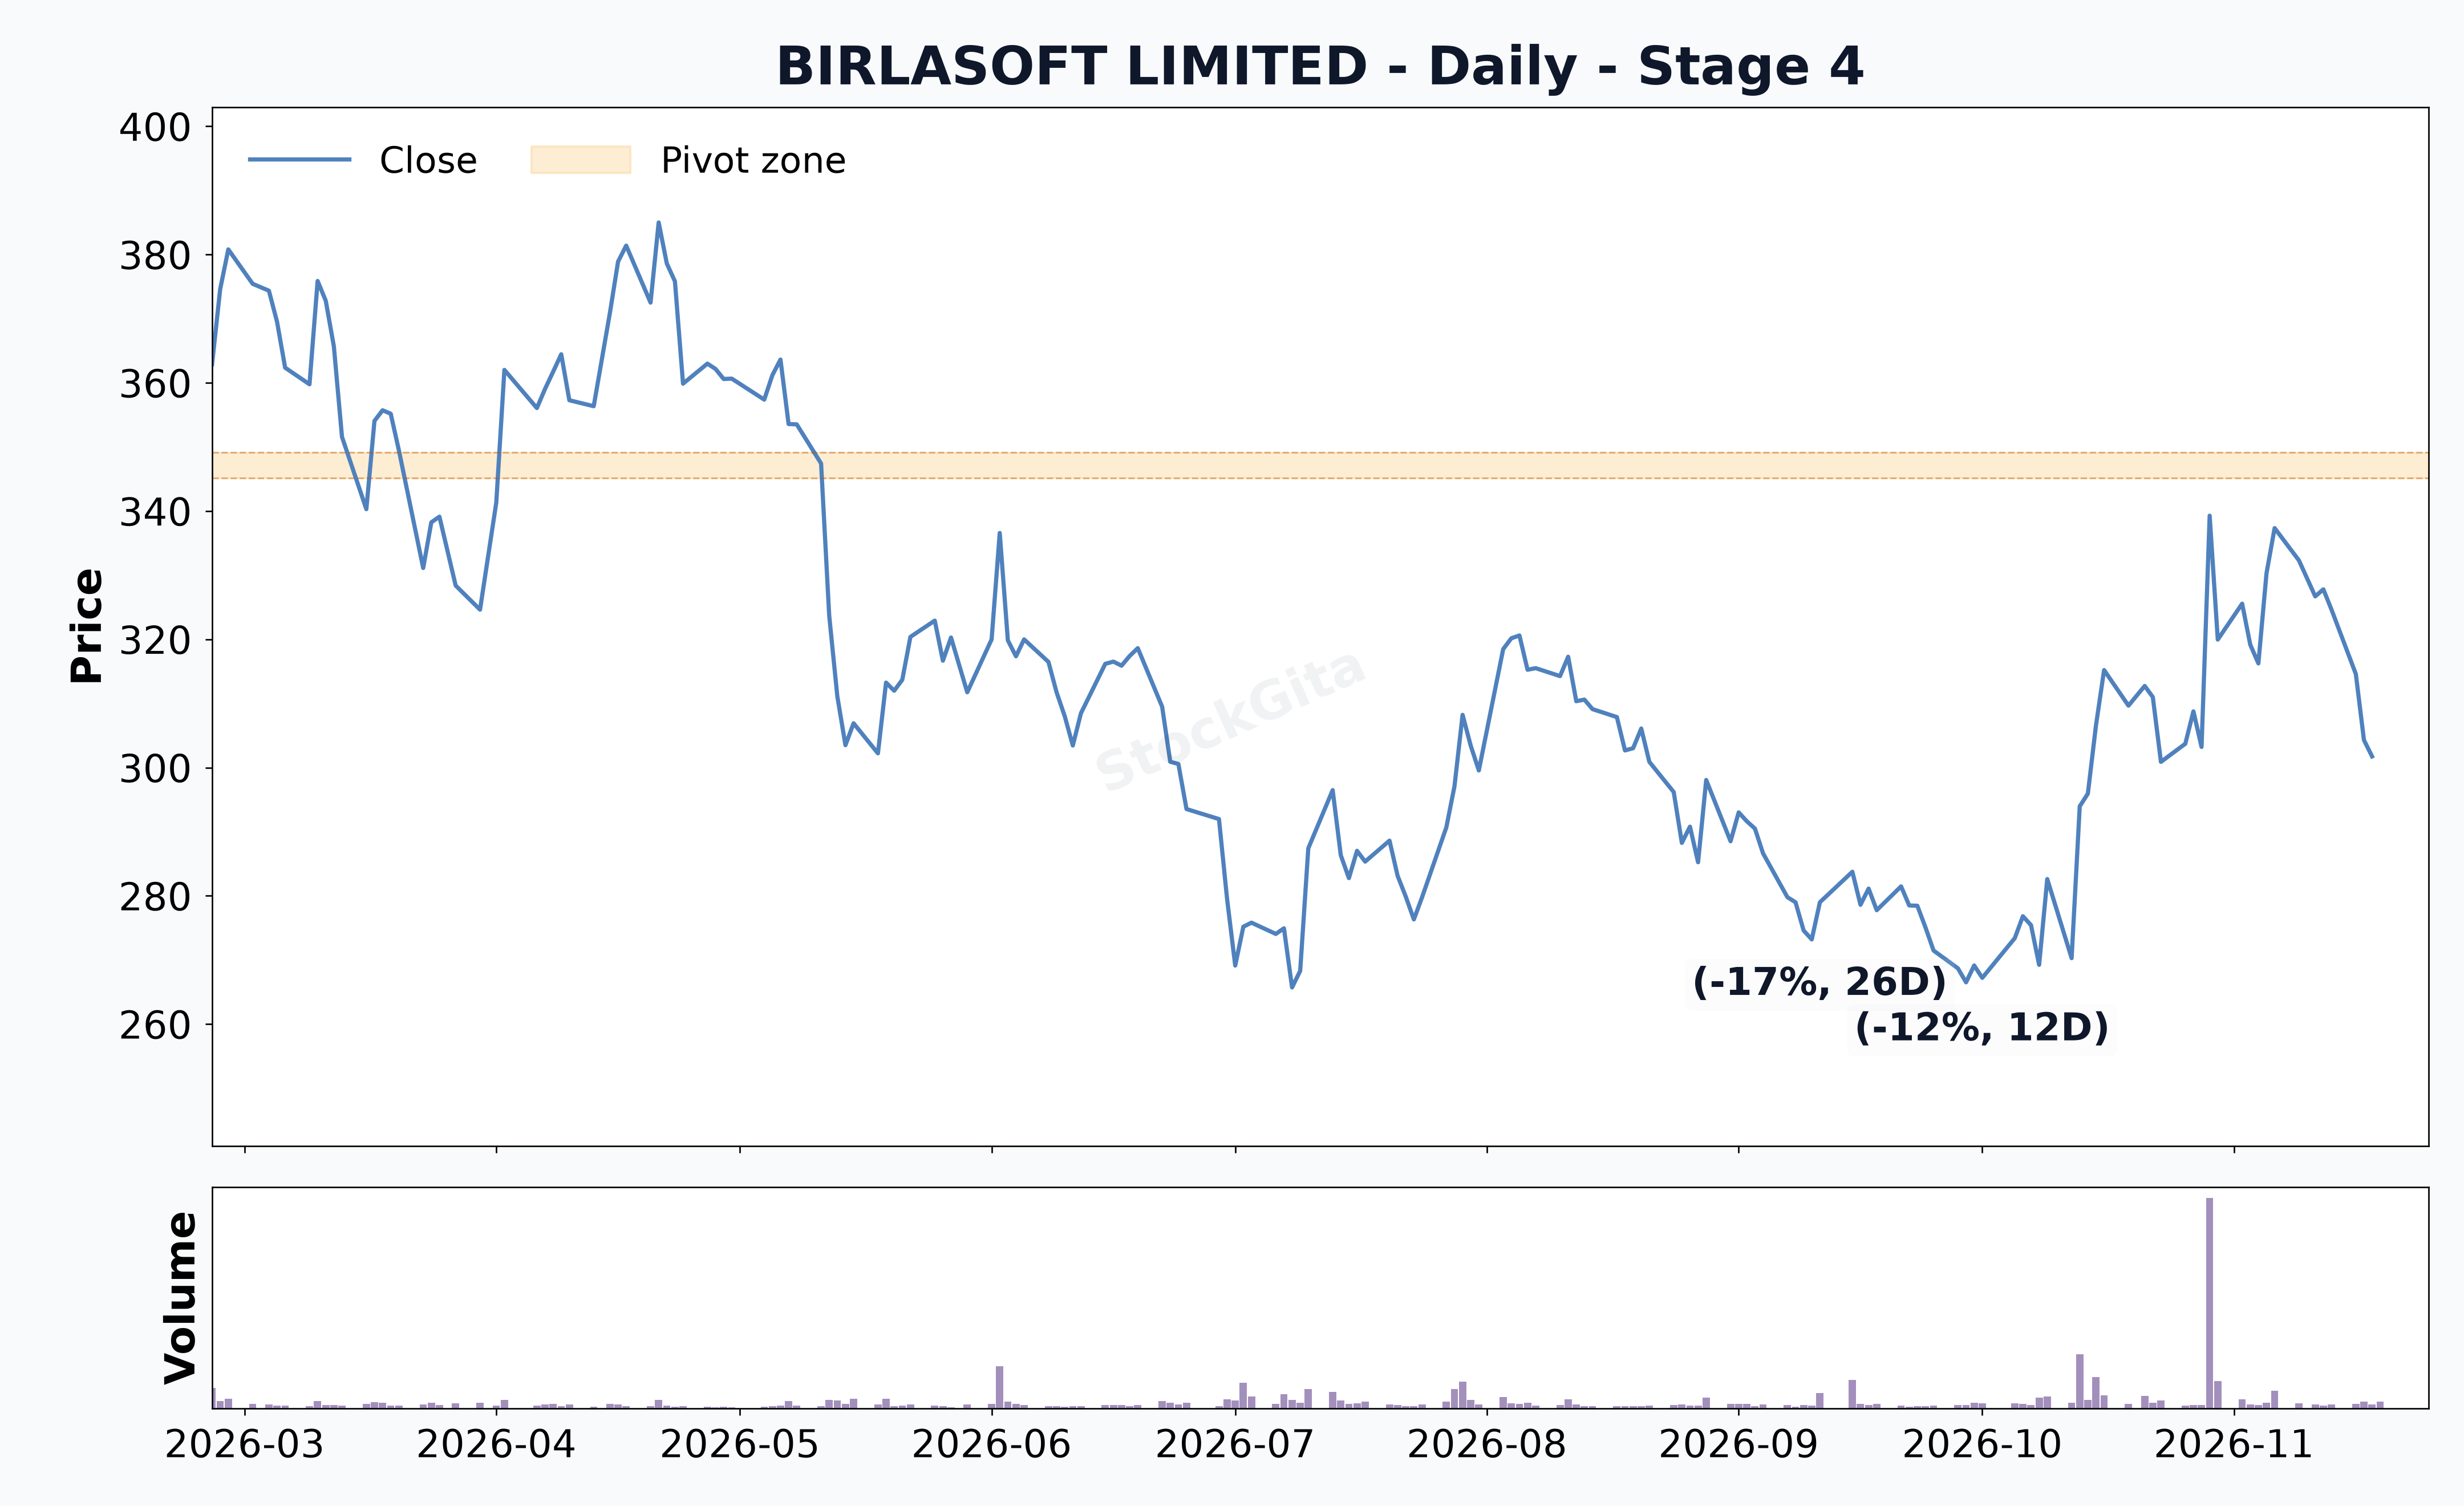 BIRLASOFT LIMITED - Daily - Stage 4
Close
Pivot zone
400
380
360
340
320
300
280
260
Price
StockGita
(-17%, 26D)
(-12%, 12D)
Volume
2026-03
2026-04
2026-05
2026-06
2026-07
2026-08
2026-09
2026-10
2026-11